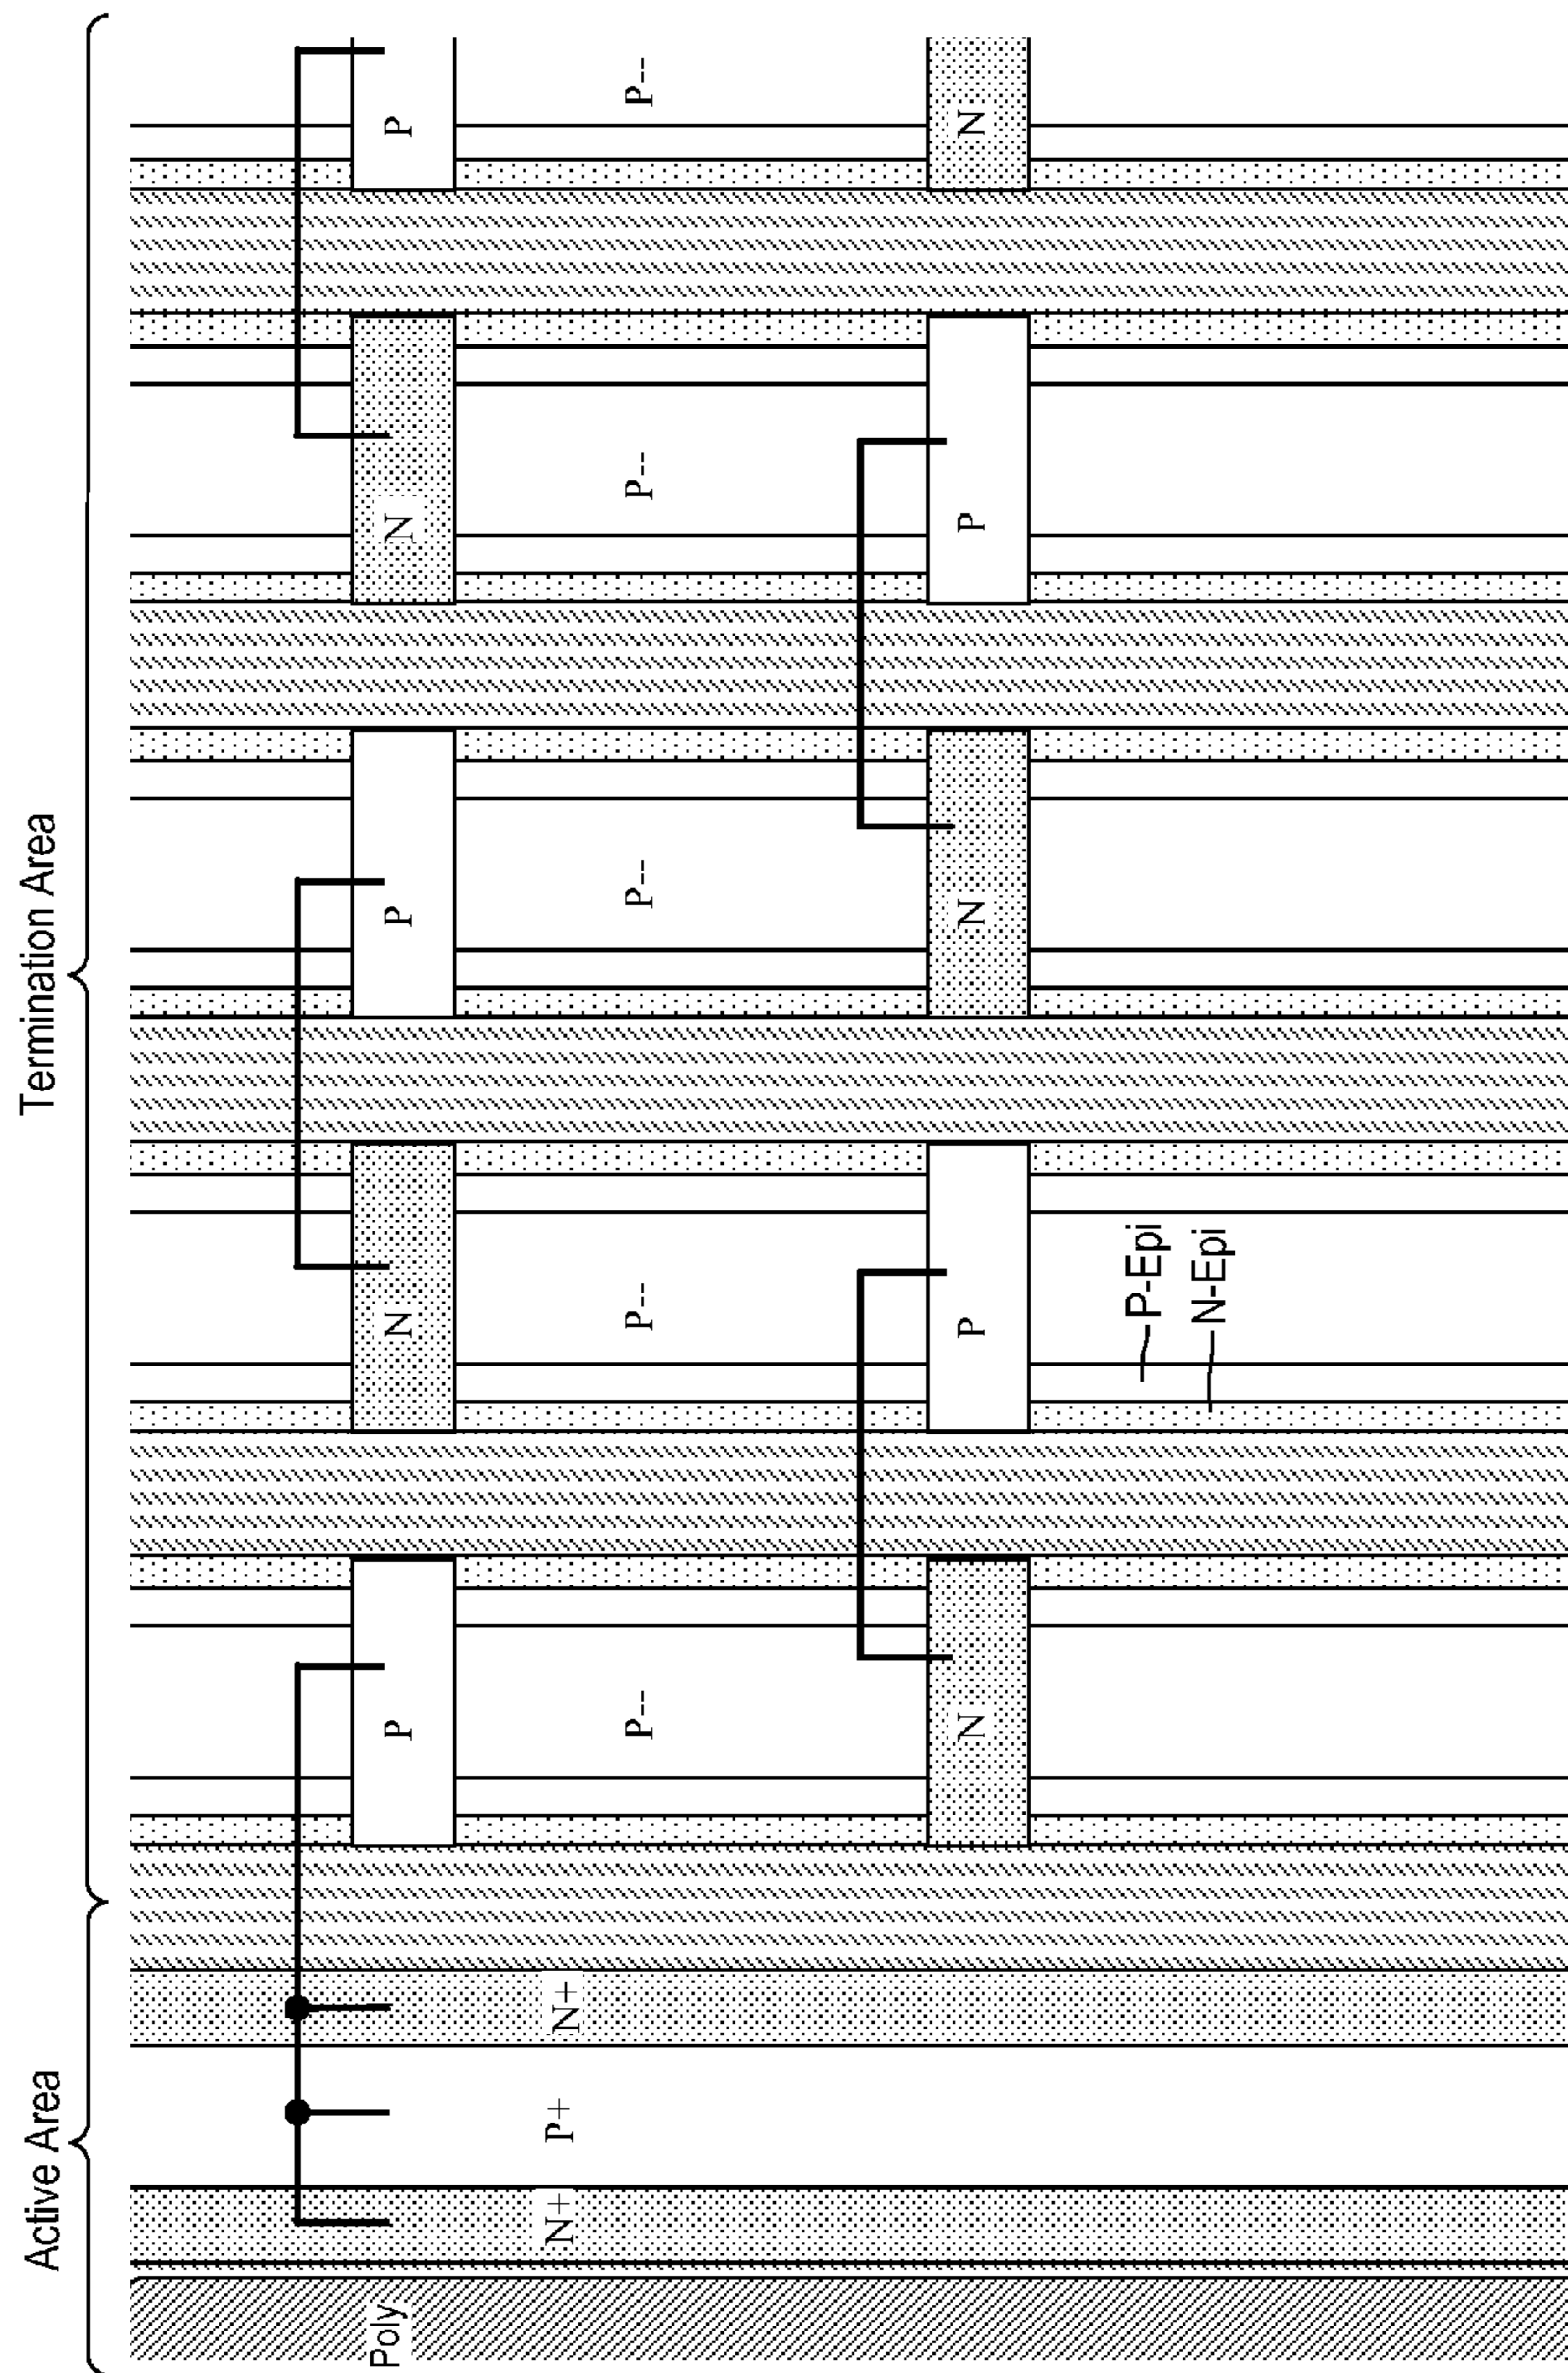 Active Area
Termination Area
Poly
P
N
P
N
P
N+
P+
N+
P--
P--
P--
P--
P--
N
P
N
P
N
P-Epi
N-Epi